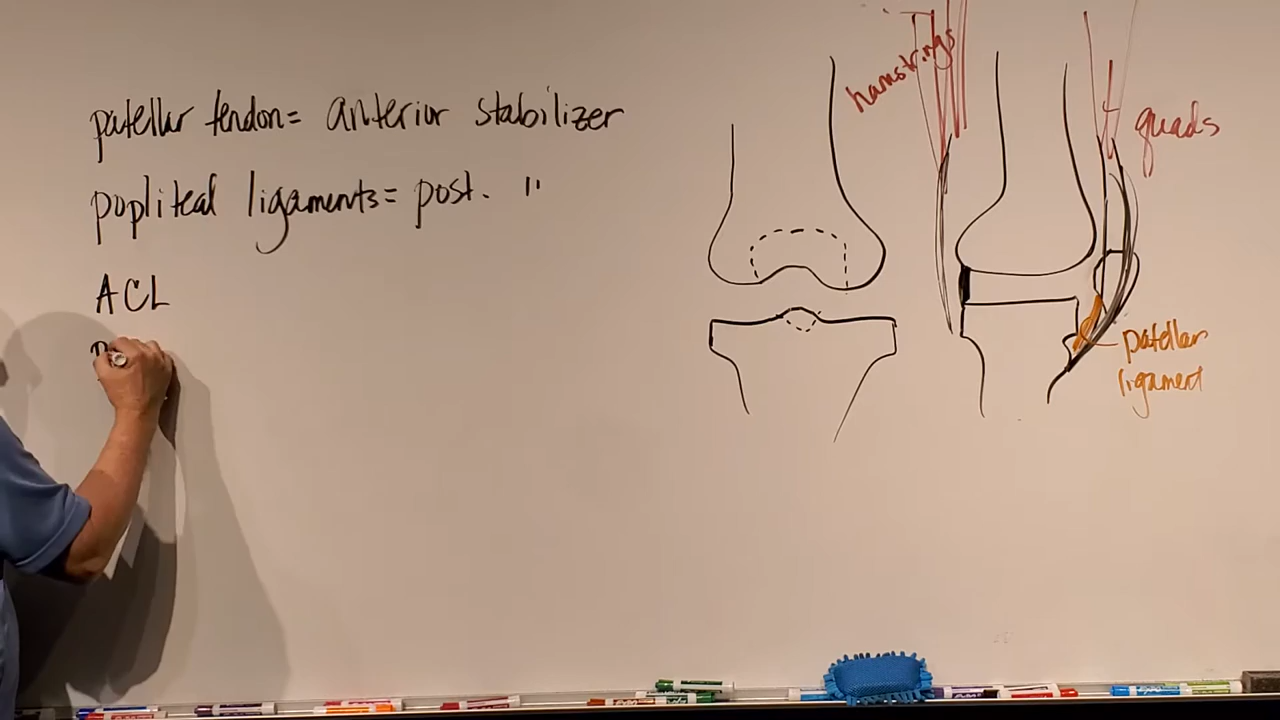 patellar tendon= anterior stabilizer
popliteal ligaments= post. "
ACL
P
hamstrings
quads
patellar
ligament